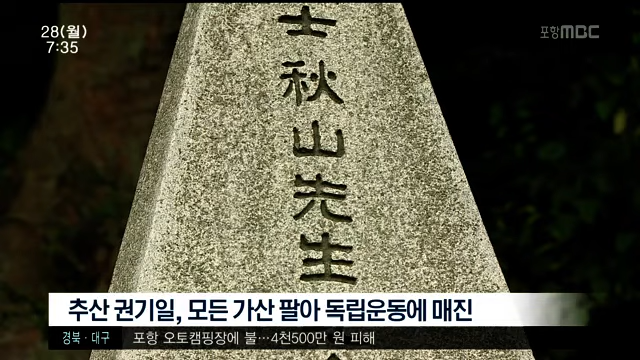 28(월)
7:35
포항MBC
士
秋
山
先
生
추산 권기일, 모든 가산 팔아 독립운동에 매진
경북·대구
포항 오토캠핑장에 불…4천500만 원 피해